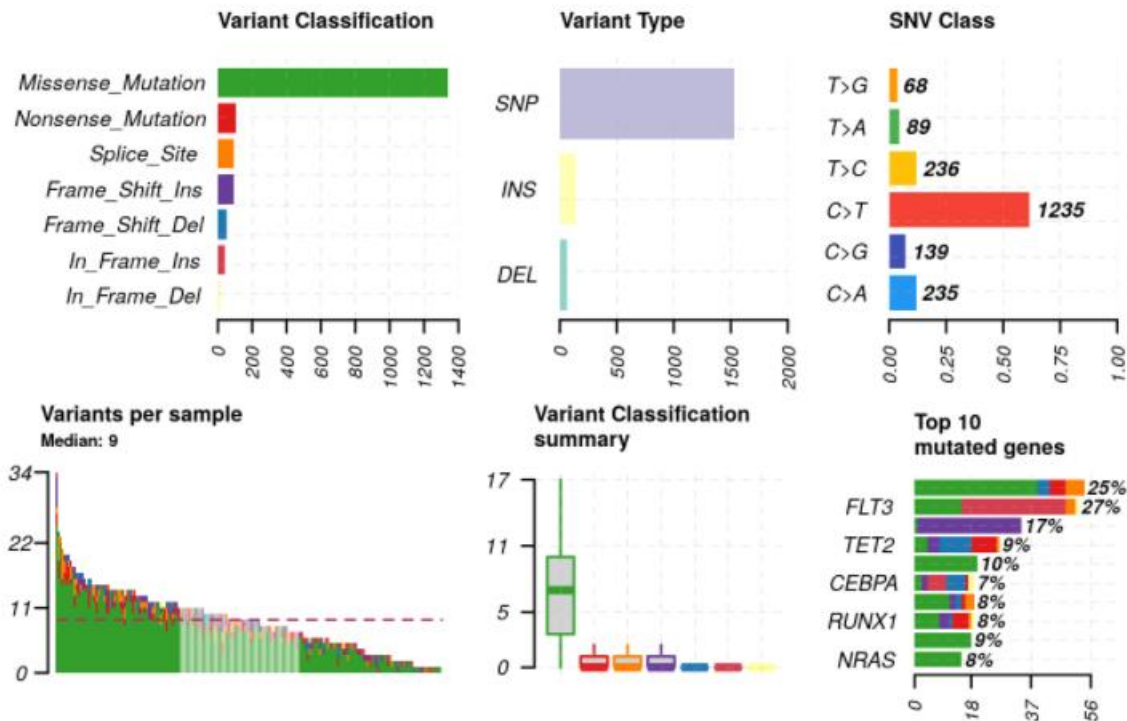 Variant Classification
Missense_Mutation
Nonsense_Mutation
Splice_Site
Frame_Shift_Ins
Frame_Shift_Del
In_Frame_Ins
In_Frame_Del
0
200
400
600
800
1000
1200
1400
Variant Type
SNP
INS
DEL
0
500
1000
1500
2000
SNV Class
T>G 68
T>A 89
T>C 236
C>T 1235
C>G 139
C>A 235
0.00
0.25
0.50
0.75
1.00
Variants per sample
Median: 9
34
22
11
0
Variant Classification
summary
17
11
5
0
Top 10
mutated genes
25%
FLT3 27%
17%
TET2 9%
10%
CEBPA 7%
8%
RUNX1 8%
9%
NRAS 8%
0
18
37
56